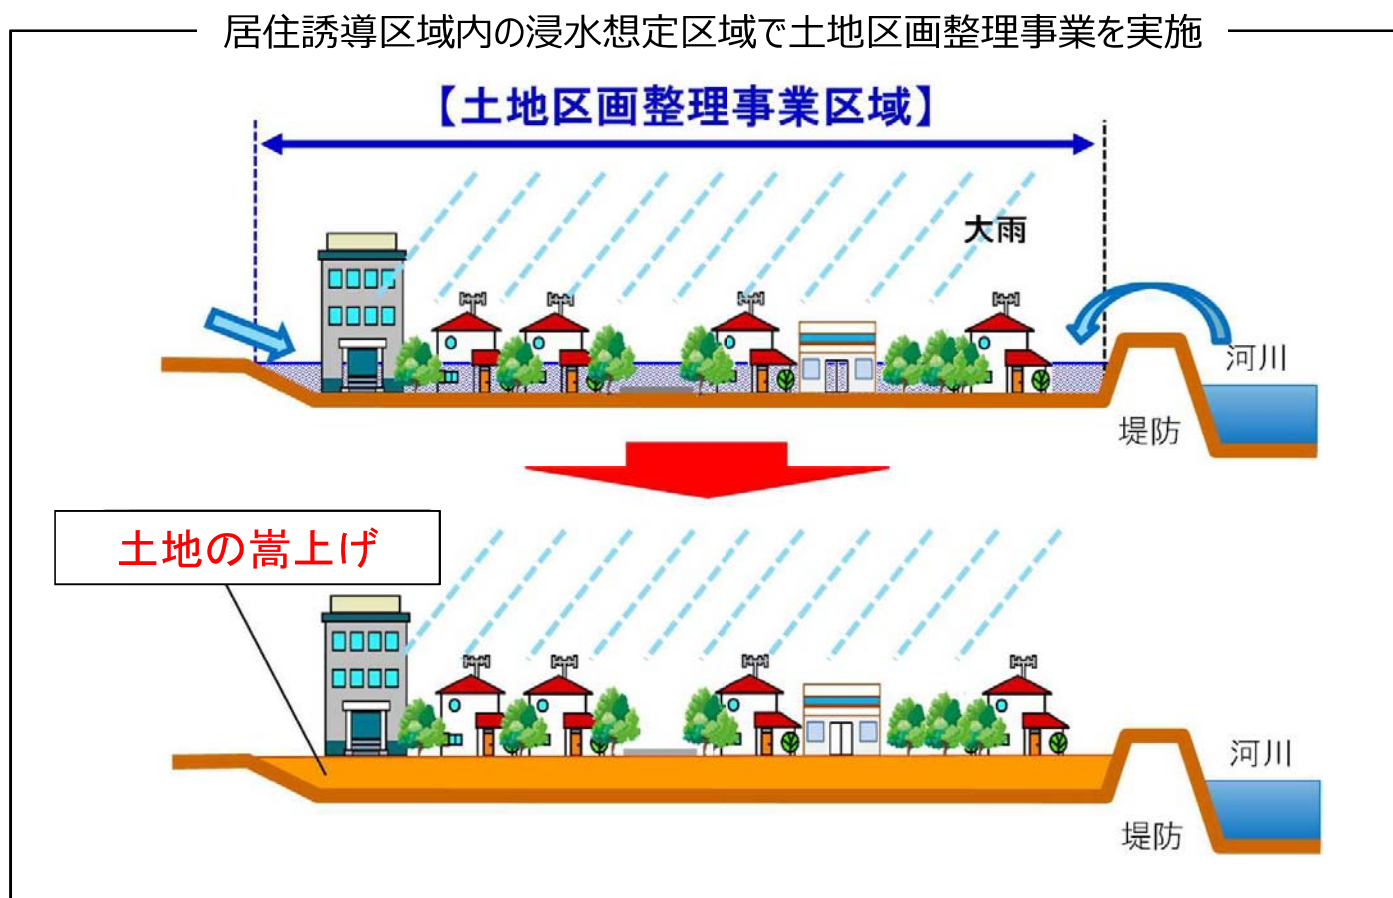 居住誘導区域内の浸水想定区域で土地区画整理事業を実施
【土地区画整理事業区域】
大雨
河川
堤防
土地の嵩上げ
河川
堤防